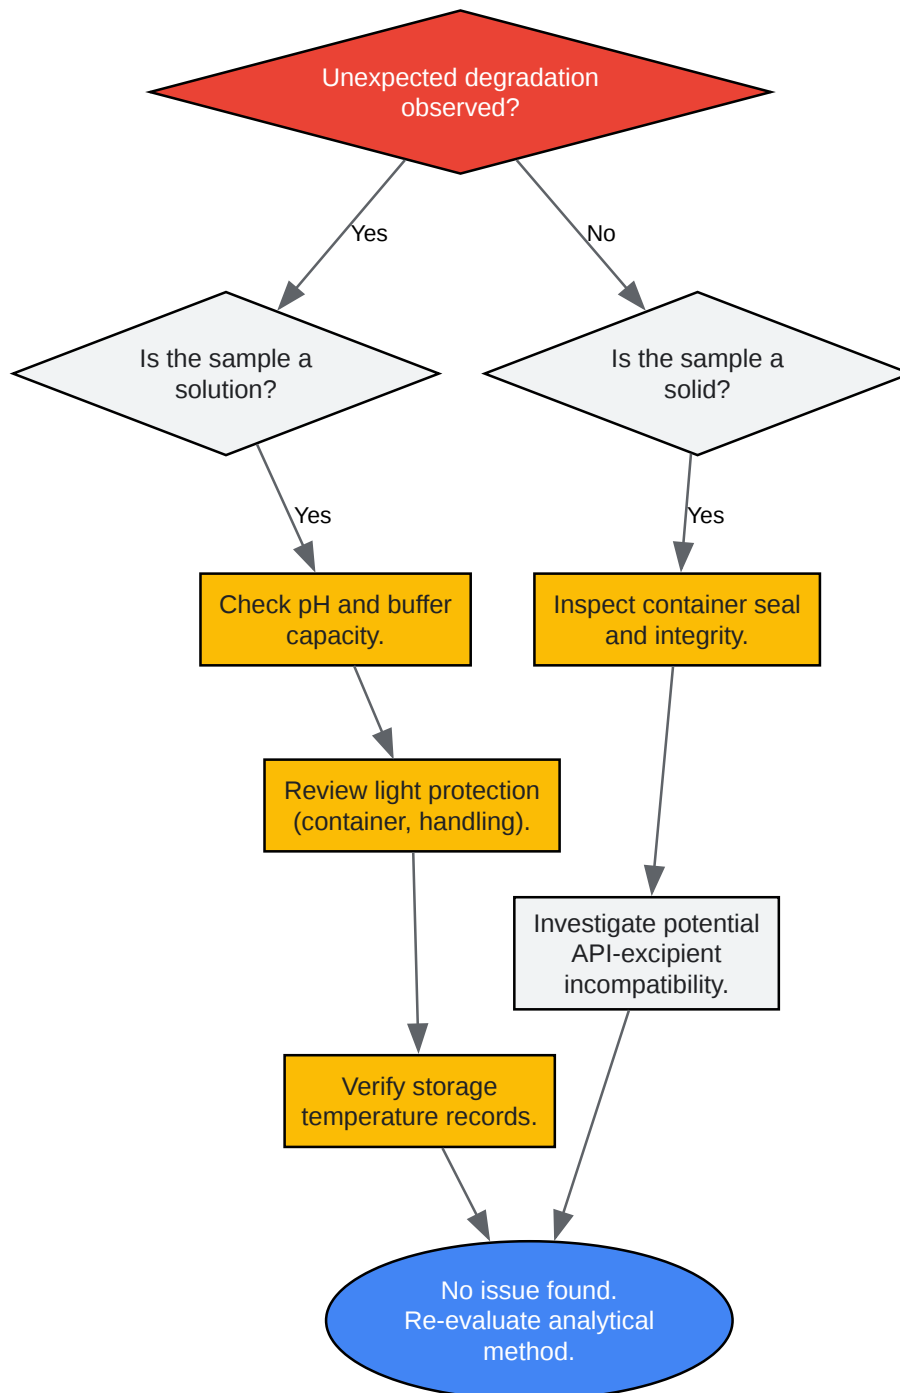 Unexpected degradation
observed?
Yes
No
Is the sample a
solution?
Is the sample a
solid?
Yes
Yes
Check pH and buffer
capacity.
Inspect container seal
and integrity.
Review light protection
(container, handling).
Investigate potential
API-excipient
incompatibility.
Verify storage
temperature records.
No issue found.
Re-evaluate analytical
method.